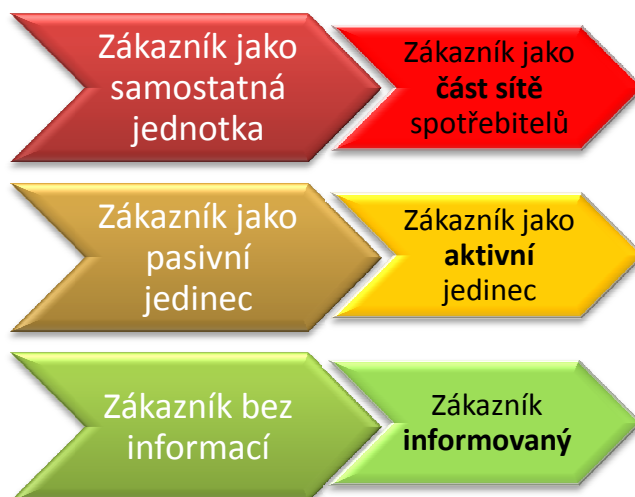 Zákazník jako
samostatná
jednotka
Zákazník jako
část sítě
spotřebitelů
Zákazník jako
pasivní
jedinec
Zákazník jako
aktivní
jedinec
Zákazník bez
informací
Zákazník
informovaný